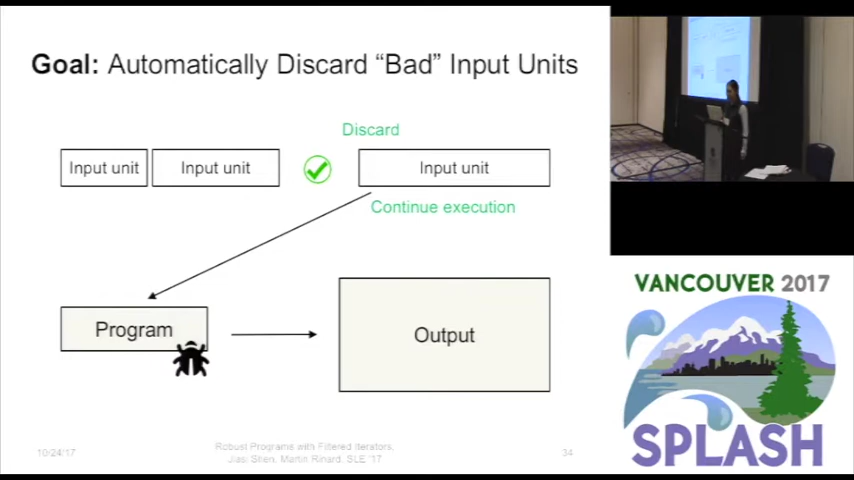 Goal: Automatically Discard “Bad” Input Units
Discard
Input unit
Input unit
Input unit
Continue execution
Program
Output
10/24/17
Robust Programs with Filtered Iterators.
Jiasi Shen, Martin Rinard. SLE '17
34
VANCOUVER 2017
SPLASH